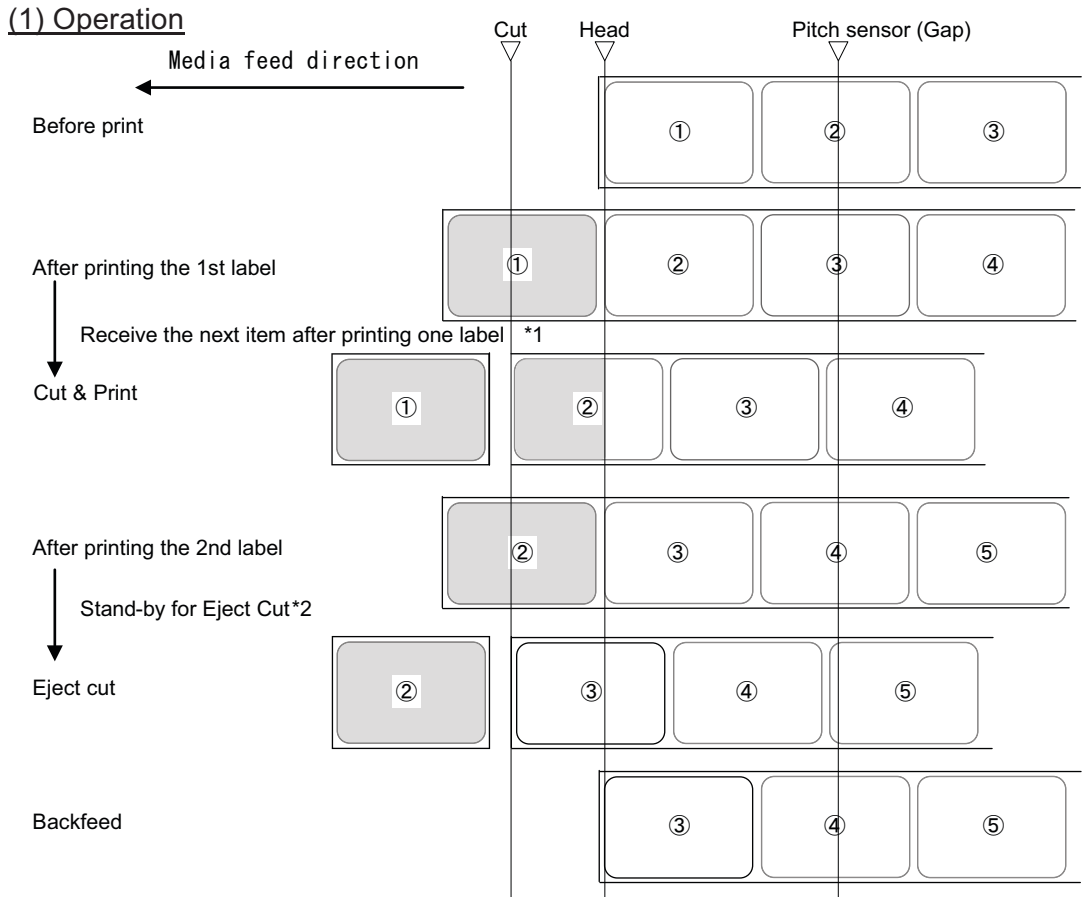 (1) Operation
Cut Head Pitch sensor (Gap)
Media feed direction
Before print
① ② ③
After printing the 1st label
① ② ③ ④
Receive the next item after printing one label *1
Cut & Print
① ② ③ ④
After printing the 2nd label
② ③ ④ ⑤
Stand-by for Eject Cut*2
Eject cut
② ③ ④ ⑤
Backfeed
③ ④ ⑤